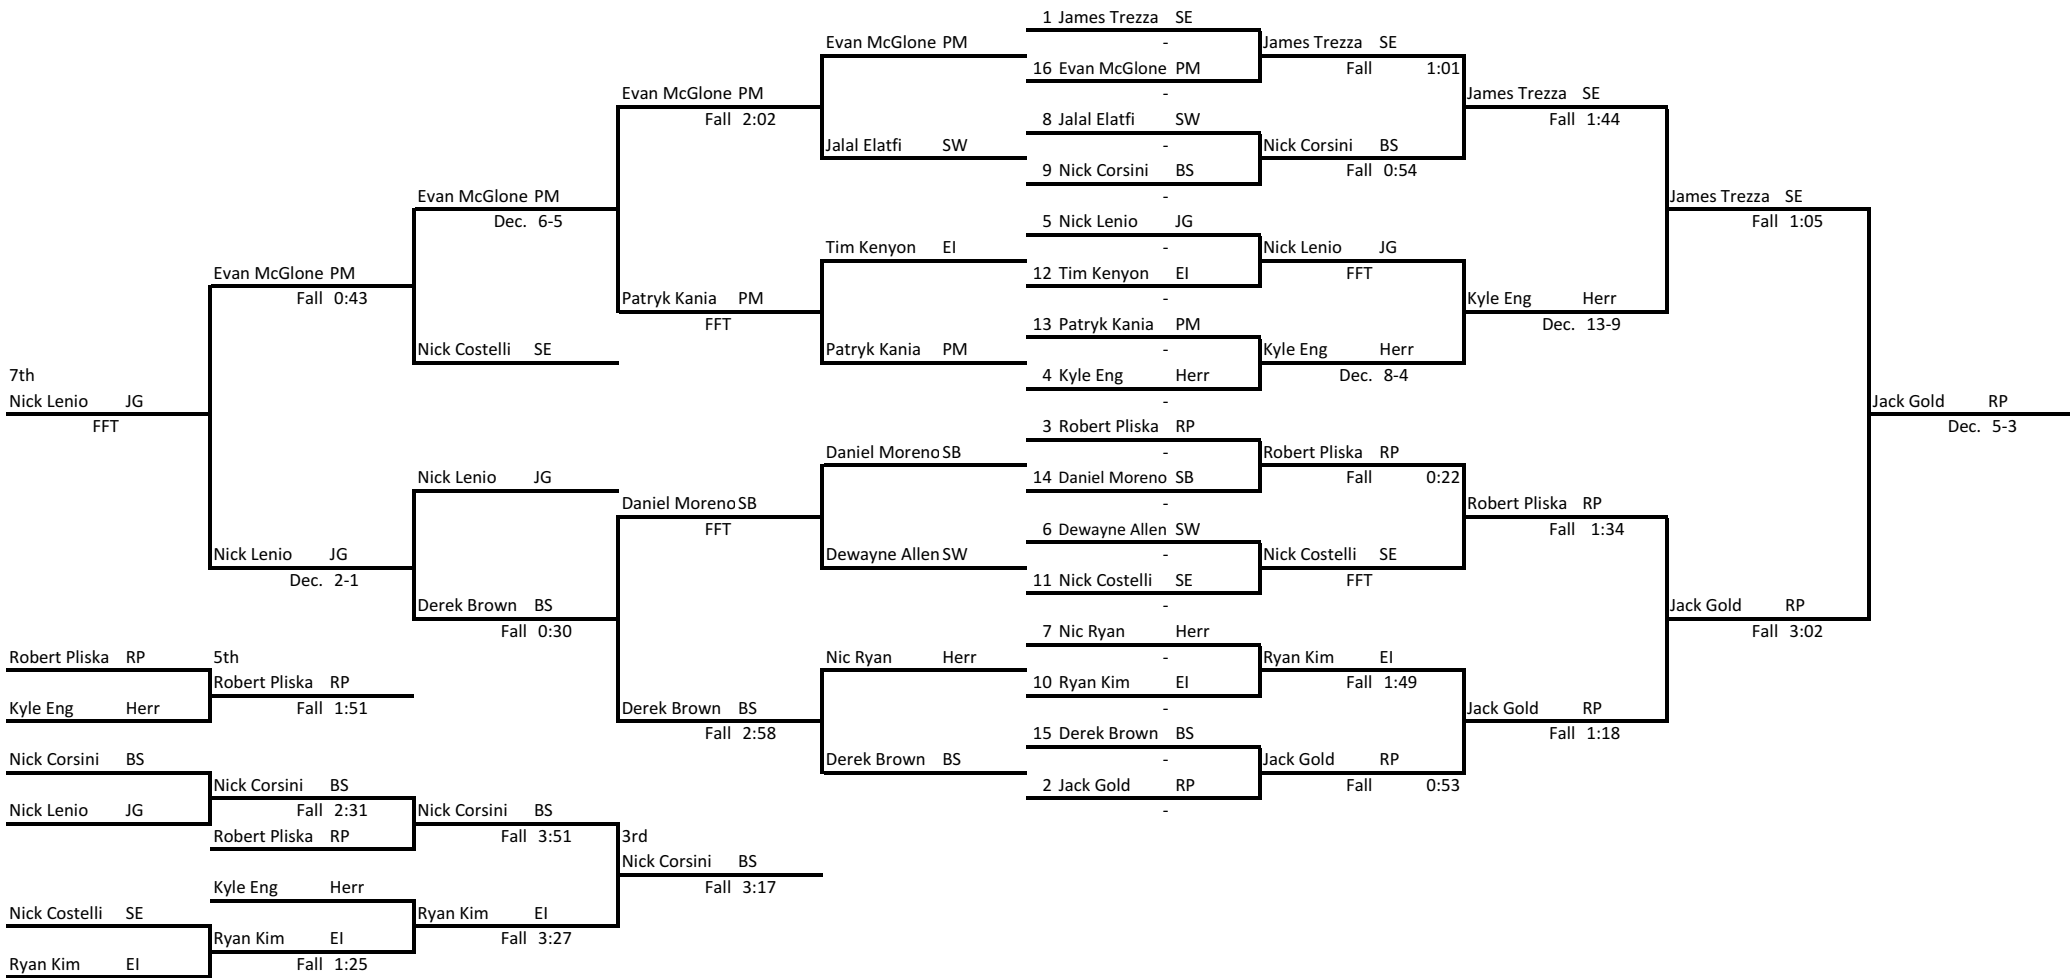 1 James Trezza SE
Evan McGlone PM - James Trezza SE
16 Evan McGlone PM Fall 1:01
Evan McGlone PM - James Trezza SE
Fall 2:02 8 Jalal Elatfi SW Fall 1:44
Jalal Elatfi SW - Nick Corsini BS
9 Nick Corsini BS Fall 0:54
Evan McGlone PM - James Trezza SE
Dec. 6-5 5 Nick Lenio JG Fall 1:05
Tim Kenyon EI - Nick Lenio JG
Evan McGlone PM 12 Tim Kenyon EI FFT
Fall 0:43 Patryk Kania PM - Kyle Eng Herr
FFT 13 Patryk Kania PM Dec. 13-9
Nick Costelli SE Patryk Kania PM - Kyle Eng Herr
7th 4 Kyle Eng Herr Dec. 8-4
Nick Lenio JG - Jack Gold RP
FFT 3 Robert Pliska RP Dec. 5-3
Daniel Moreno SB - Robert Pliska RP
Nick Lenio JG 14 Daniel Moreno SB Fall 0:22
Daniel Moreno SB - Robert Pliska RP
FFT 6 Dewayne Allen SW Fall 1:34
Nick Lenio JG Dewayne Allen SW - Nick Costelli SE
Dec. 2-1 11 Nick Costelli SE FFT
Derek Brown BS - Jack Gold RP
Fall 0:30 7 Nic Ryan Herr Fall 3:02
Robert Pliska RP 5th Nic Ryan Herr - Ryan Kim EI
Robert Pliska RP 10 Ryan Kim EI Fall 1:49
Kyle Eng Herr Fall 1:51 Derek Brown BS - Jack Gold RP
Fall 2:58 15 Derek Brown BS Fall 1:18
Nick Corsini BS Derek Brown BS - Jack Gold RP
Nick Corsini BS 2 Jack Gold RP Fall 0:53
Nick Lenio JG Fall 2:31 Nick Corsini BS -
Robert Pliska RP Fall 3:51 3rd
Nick Corsini BS
Kyle Eng Herr Fall 3:17
Nick Costelli SE Ryan Kim EI
Ryan Kim EI Fall 3:27
Ryan Kim EI Fall 1:25